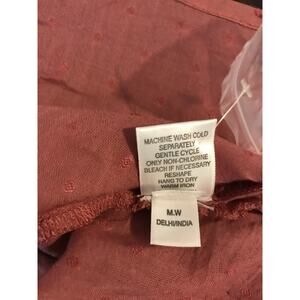 MACHINE WASH COLD
SEPARATELY
GENTLE CYCLE
ONLY NON-CHLORINE
BLEACH IF NECESSARY
RESHAPE
HANG TO DRY
WARM IRON
M.W
DELHI/INDIA